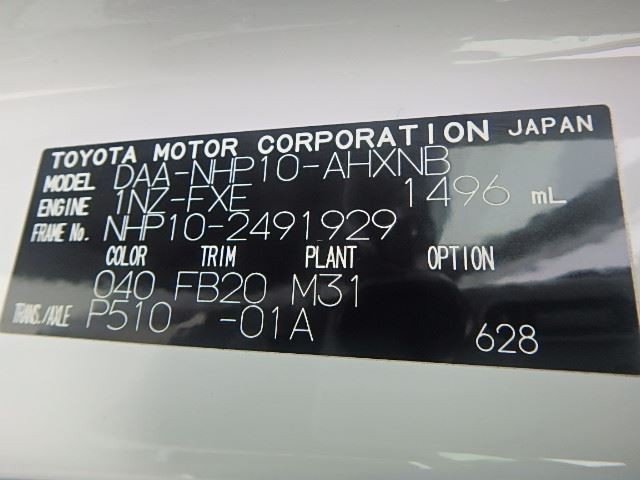 TOYOTA MOTOR CORPORATION JAPAN
MODEL DAA-NHP10-AHXNB
ENGINE 1NZ-FXE 1496 mL
FRAME No. NHP10-2491929
COLOR TRIM PLANT OPTION
040 FB20 M31
TRANS./AXLE P510 -01A
628